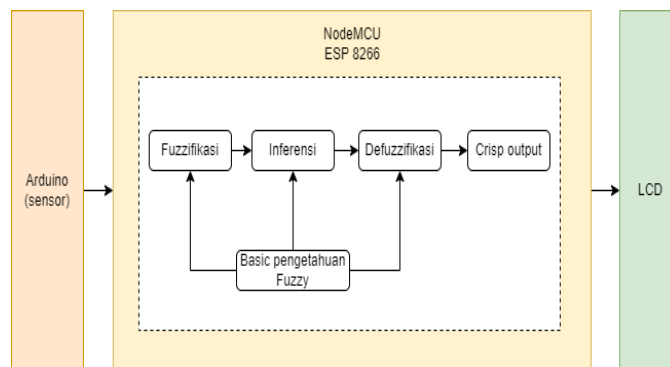 NodeMCU
ESP 8266
Fuzzifikasi
Inferensi
Defuzzifikasi
Crisp output
Arduino
(sensor)
LCD
Basic pengetahuan
Fuzzy